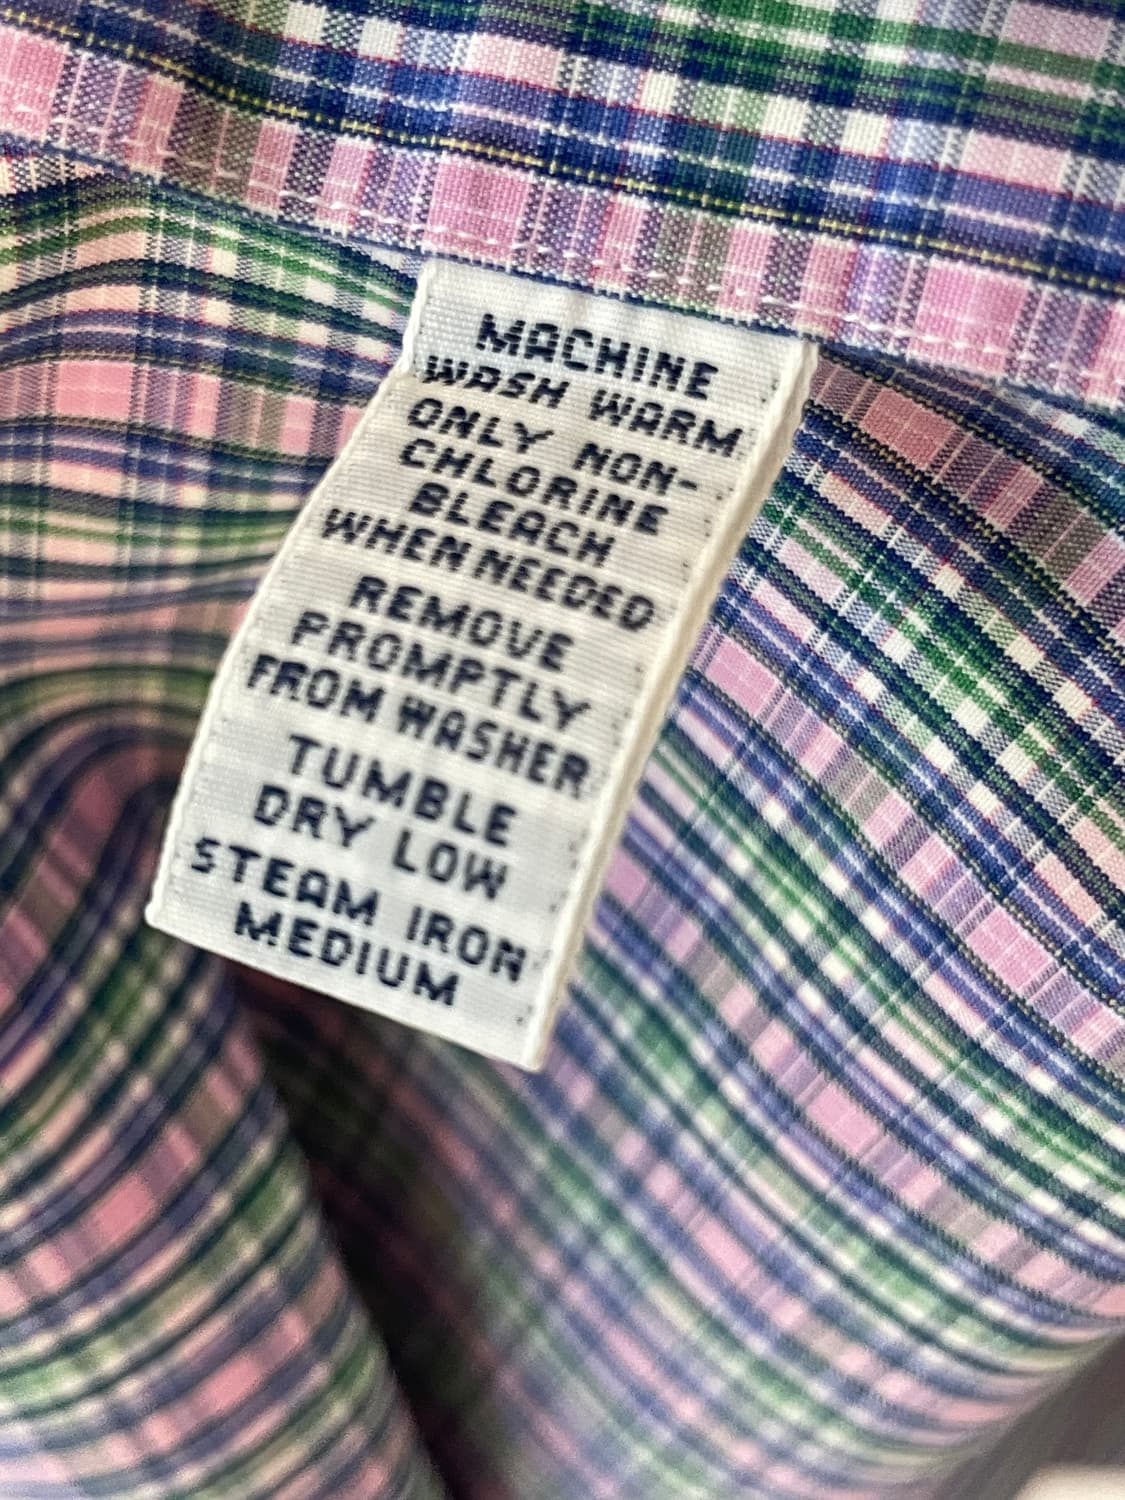 MACHINE
WASH WARM
ONLY NON-
CHLORINE
BLEACH
WHEN NEEDED
REMOVE
PROMPTLY
FROM WASHER
TUMBLE
DRY LOW
STEAM IRON
MEDIUM